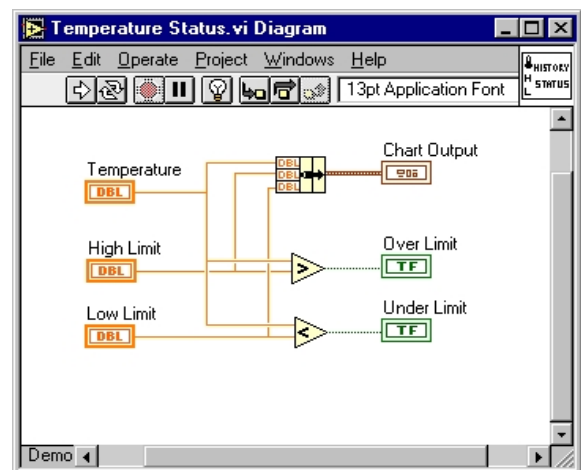 Temperature Status.vi Diagram
File Edit Operate Project Windows Help
13pt Application Font
HISTORY
H STATUS
L
Temperature
DBL
High Limit
DBL
Low Limit
DBL
DBL
DBL
DBL
Chart Output
Over Limit
TF
Under Limit
TF
>
<
Demo